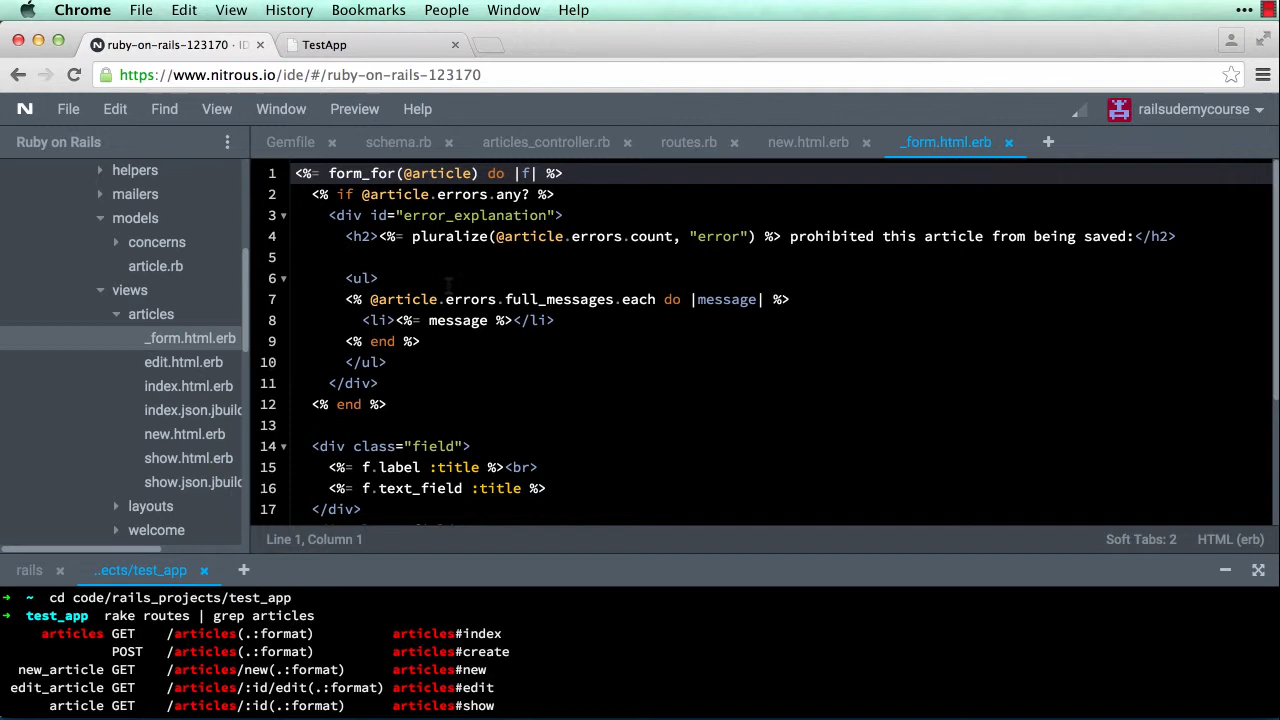 Chrome File Edit View History Bookmarks People Window Help
ruby-on-rails-123170 · ID
TestApp
https://www.nitrous.io/ide/#/ruby-on-rails-123170
N File Edit Find View Window Preview Help railsudemycourse
Ruby on Rails
Gemfile schema.rb articles_controller.rb routes.rb new.html.erb _form.html.erb
helpers
mailers
models
concerns
article.rb
views
articles
_form.html.erb
edit.html.erb
index.html.erb
index.json.jbuild
new.html.erb
show.html.erb
show.json.jbuild
layouts
welcome
1 <%= form_for(@article) do |f| %>
2 <% if @article.errors.any? %>
3 <div id="error_explanation">
4 <h2><%= pluralize(@article.errors.count, "error") %> prohibited this article from being saved:</h2>
5
6 <ul>
7 <% @article.errors.full_messages.each do |message| %>
8 <li><%= message %></li>
9 <% end %>
10 </ul>
11 </div>
12 <% end %>
13
14 <div class="field">
15 <%= f.label :title %><br>
16 <%= f.text_field :title %>
17 </div>
Line 1, Column 1 Soft Tabs: 2 HTML (erb)
rails ..ects/test_app
~ cd code/rails_projects/test_app
test_app rake routes | grep articles
articles GET /articles(.:format) articles#index
POST /articles(.:format) articles#create
new_article GET /articles/new(.:format) articles#new
edit_article GET /articles/:id/edit(.:format) articles#edit
article GET /articles/:id(.:format) articles#show